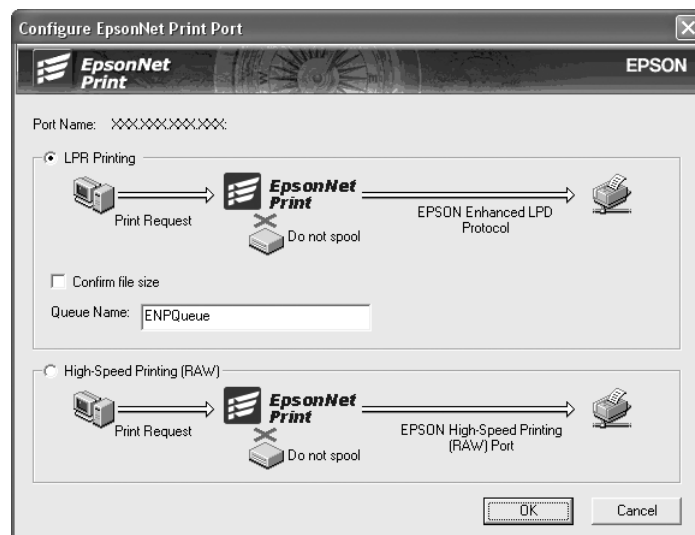 Configure EpsonNet Print Port
EpsonNet
Print
EPSON
Port Name: XXX.XXX.XXX.XXX:
LPR Printing
EpsonNet
Print
Print Request
EPSON Enhanced LPD
Protocol
Do not spool
Confirm file size
Queue Name: ENPQueue
High-Speed Printing (RAW)
EpsonNet
Print
Print Request
EPSON High-Speed Printing
(RAW) Port
Do not spool
OK Cancel